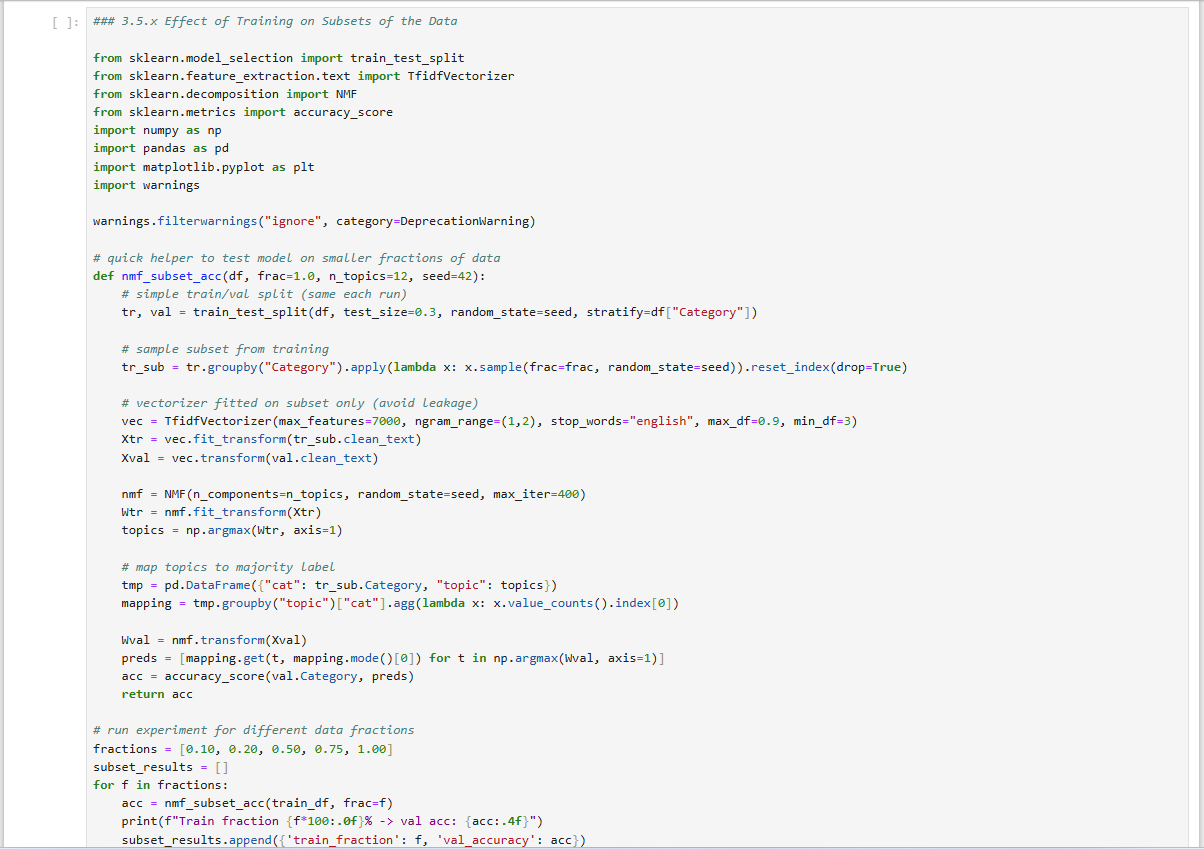 [ ]: ### 3.5.x Effect of Training on Subsets of the Data

from sklearn.model_selection import train_test_split
from sklearn.feature_extraction.text import TfidfVectorizer
from sklearn.decomposition import NMF
from sklearn.metrics import accuracy_score
import numpy as np
import pandas as pd
import matplotlib.pyplot as plt
import warnings

warnings.filterwarnings("ignore", category=DeprecationWarning)

# quick helper to test model on smaller fractions of data
def nmf_subset_acc(df, frac=1.0, n_topics=12, seed=42):
    # simple train/val split (same each run)
    tr, val = train_test_split(df, test_size=0.3, random_state=seed, stratify=df["Category"])

    # sample subset from training
    tr_sub = tr.groupby("Category").apply(lambda x: x.sample(frac=frac, random_state=seed)).reset_index(drop=True)

    # vectorizer fitted on subset only (avoid leakage)
    vec = TfidfVectorizer(max_features=7000, ngram_range=(1,2), stop_words="english", max_df=0.9, min_df=3)
    Xtr = vec.fit_transform(tr_sub.clean_text)
    Xval = vec.transform(val.clean_text)

    nmf = NMF(n_components=n_topics, random_state=seed, max_iter=400)
    Wtr = nmf.fit_transform(Xtr)
    topics = np.argmax(Wtr, axis=1)

    # map topics to majority label
    tmp = pd.DataFrame({"cat": tr_sub.Category, "topic": topics})
    mapping = tmp.groupby("topic")["cat"].agg(lambda x: x.value_counts().index[0])

    Wval = nmf.transform(Xval)
    preds = [mapping.get(t, mapping.mode()[0]) for t in np.argmax(Wval, axis=1)]
    acc = accuracy_score(val.Category, preds)
    return acc

# run experiment for different data fractions
fractions = [0.10, 0.20, 0.50, 0.75, 1.00]
subset_results = []
for f in fractions:
    acc = nmf_subset_acc(train_df, frac=f)
    print(f"Train fraction {f*100:.0f}% -> val acc: {acc:.4f}")
    subset_results.append({'train_fraction': f, 'val_accuracy': acc})